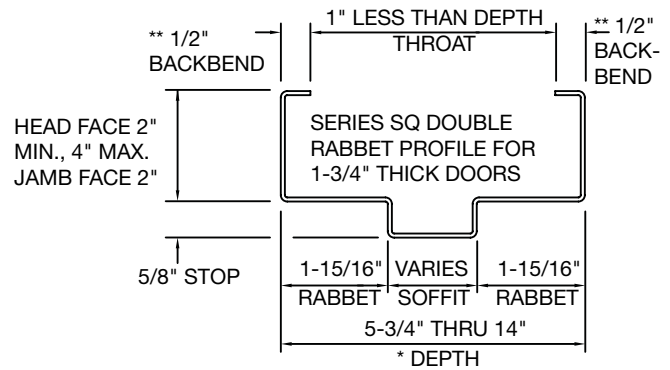 1" LESS THAN DEPTH
THROAT
** 1/2"
BACKBEND
** 1/2"
BACK-
BEND
HEAD FACE 2"
MIN., 4" MAX.
JAMB FACE 2"
SERIES SQ DOUBLE
RABBET PROFILE FOR
1-3/4" THICK DOORS
5/8" STOP
1-15/16"
RABBET
VARIES
SOFFIT
1-15/16"
RABBET
5-3/4" THRU 14"
* DEPTH